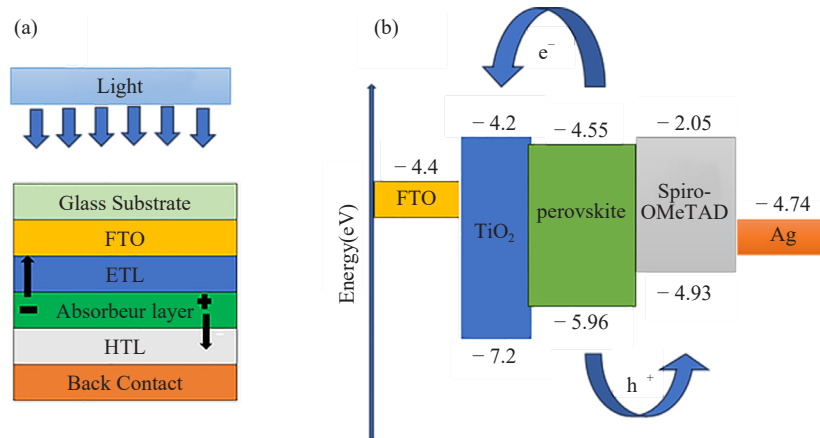 (a)
Light
Glass Substrate
FTO
ETL
Absorbeur layer
HTL
Back Contact
(b)
e⁻
Energy(eV)
− 4.2
− 4.55
− 2.05
− 4.4
− 4.74
FTO
TiO₂
perovskite
Spiro-
OMeTAD
Ag
− 4.93
− 5.96
− 7.2
h ⁺